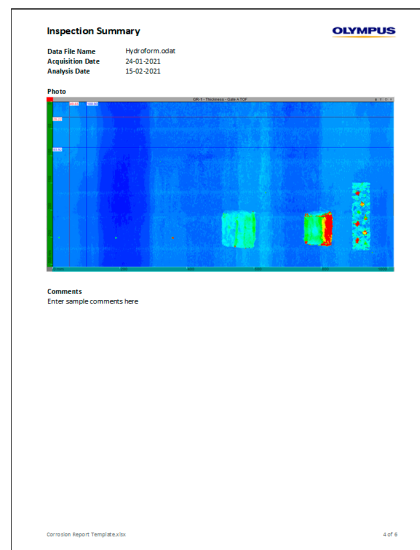 Inspection Summary
OLYMPUS
Data File Name Hydroform.odat
Acquisition Date 24-01-2021
Analysis Date 15-02-2021
Photo
Comments
Enter sample comments here
Corrosion Report Template.xlsx
4 of 8